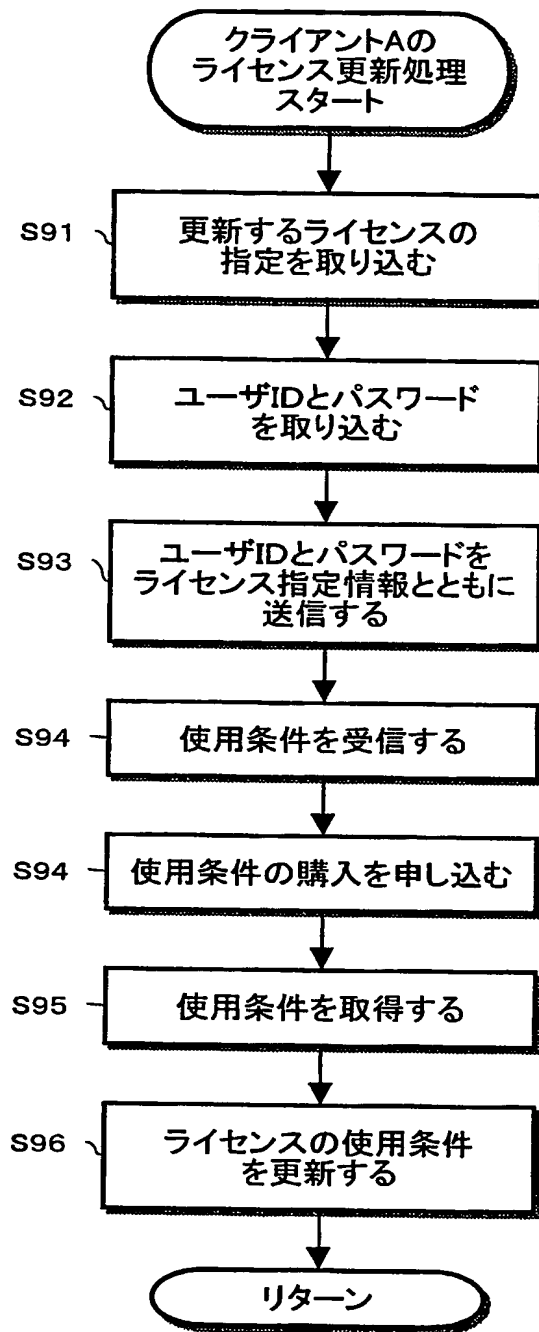 クライアントAの
ライセンス更新処理
スタート
S91
更新するライセンスの
指定を取り込む
S92
ユーザIDとパスワード
を取り込む
S93
ユーザIDとパスワードを
ライセンス指定情報とともに
送信する
S94
使用条件を受信する
S94
使用条件の購入を申し込む
S95
使用条件を取得する
S96
ライセンスの使用条件
を更新する
リターン